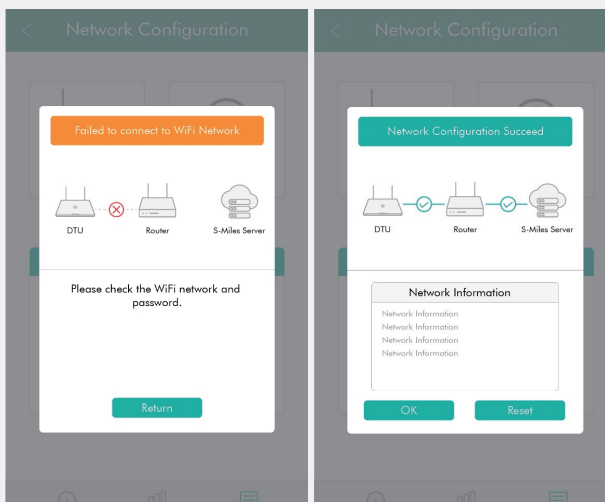 Network Configuration
Failed to connect to WiFi Network
DTU
Router
S-Miles Server
Please check the WiFi network and
password.
Return
Network Configuration
Network Configuration Succeed
DTU
Router
S-Miles Server
Network Information
Network Information
Network Information
Network Information
Network Information
OK
Reset